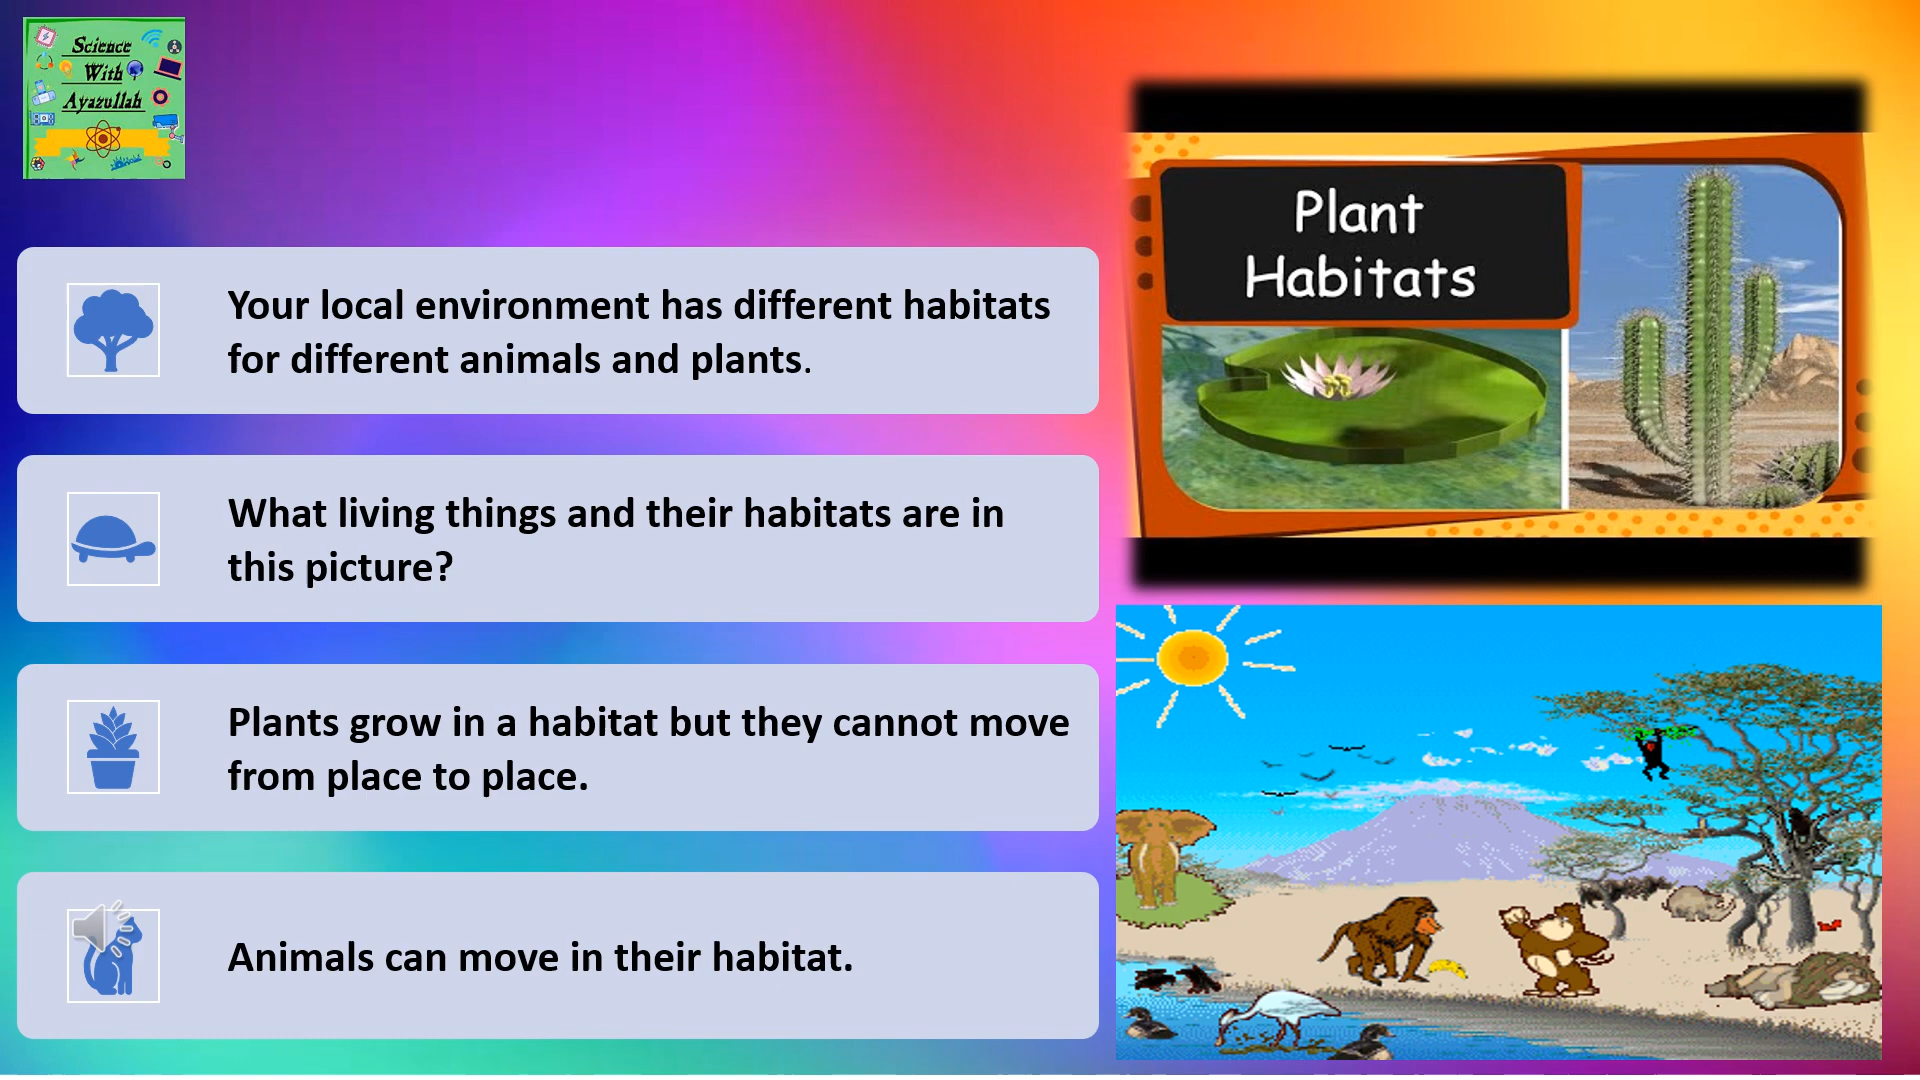 Science
With
Ayazullah
Your local environment has different habitats
for different animals and plants.
What living things and their habitats are in
this picture?
Plants grow in a habitat but they cannot move
from place to place.
Animals can move in their habitat.
Plant
Habitats